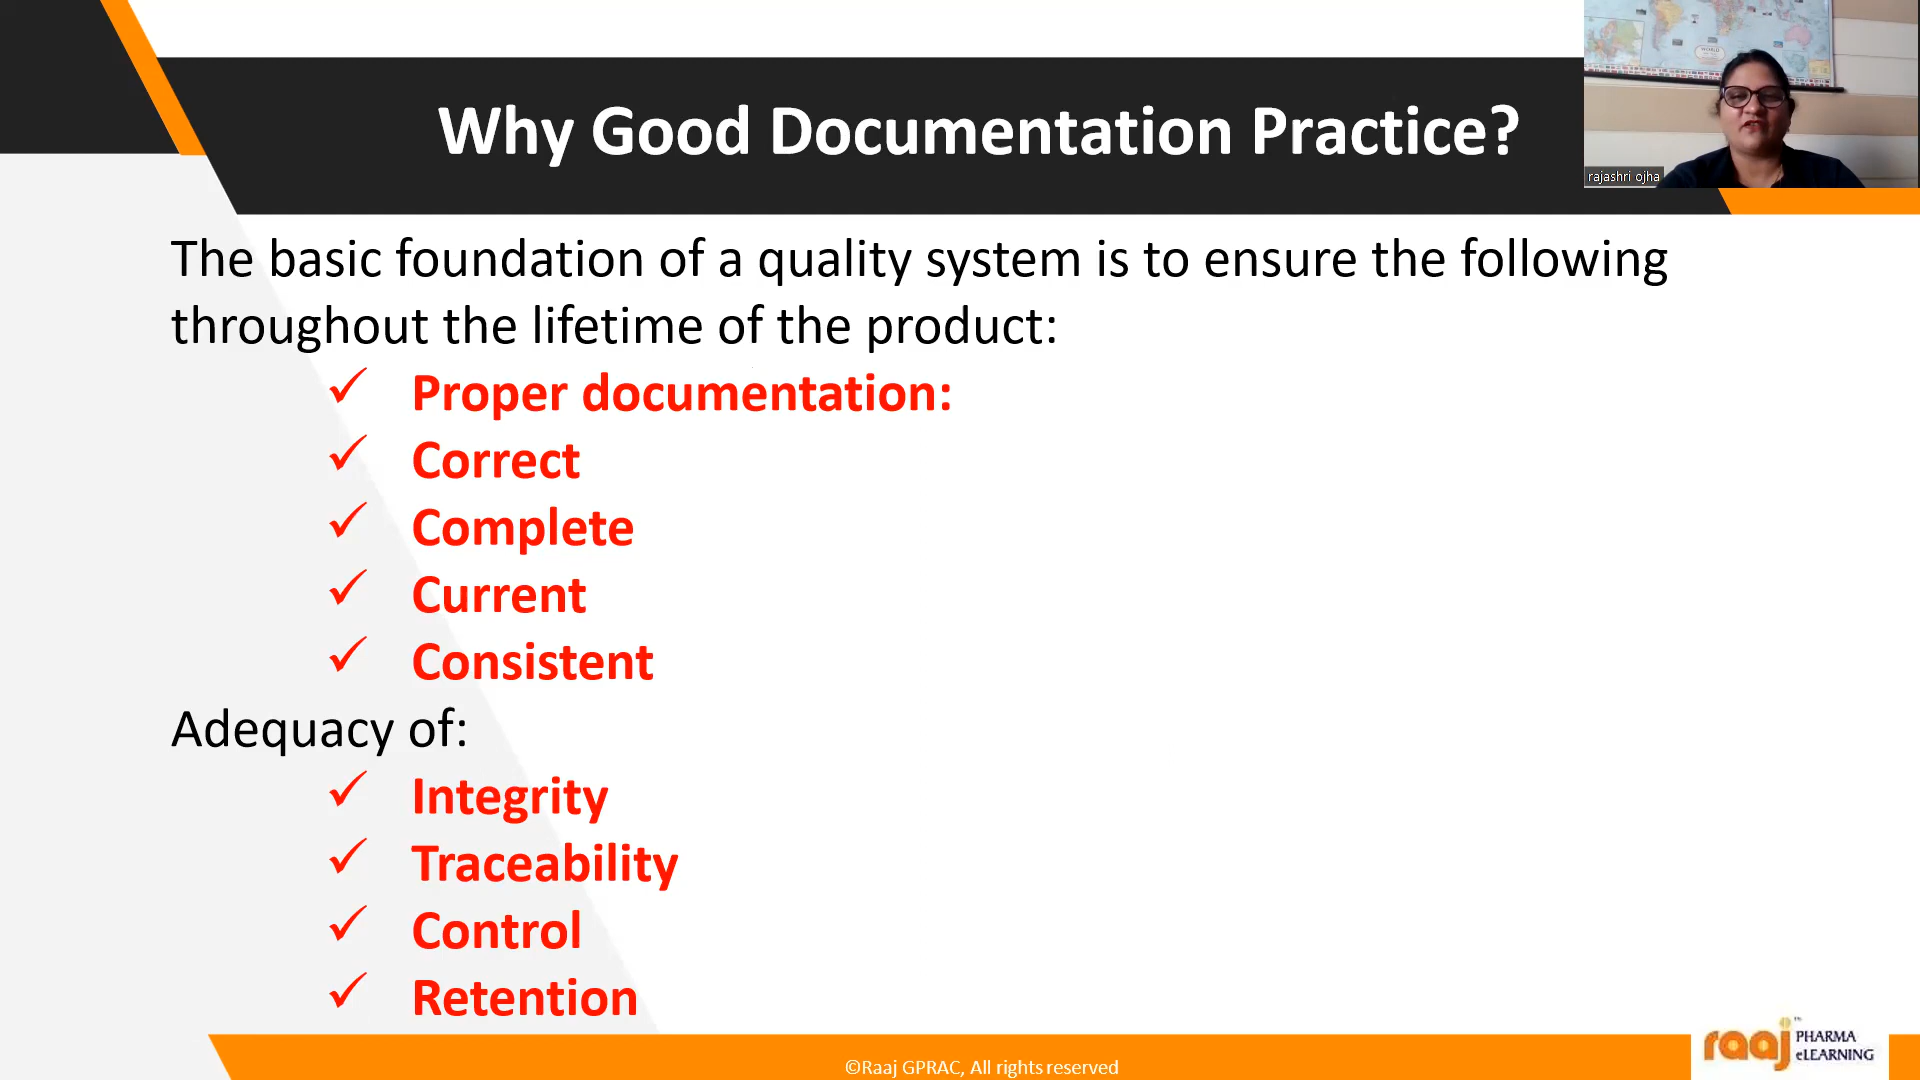 Why Good Documentation Practice?
rajashri ojha
The basic foundation of a quality system is to ensure the following
throughout the lifetime of the product:
✓ Proper documentation:
✓ Correct
✓ Complete
✓ Current
✓ Consistent
Adequacy of:
✓ Integrity
✓ Traceability
✓ Control
✓ Retention
©Raaj GPRAC, All rights reserved
raaj™ PHARMA
eLEARNING